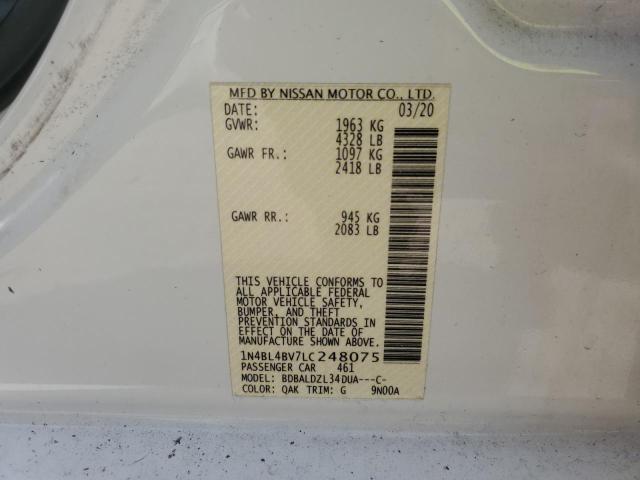 MFD BY NISSAN MOTOR CO., LTD.
DATE: 03/20
GVWR: 1963 KG
4328 LB
GAWR FR.: 1097 KG
2418 LB
GAWR RR.: 945 KG
2083 LB
THIS VEHICLE CONFORMS TO
ALL APPLICABLE FEDERAL
MOTOR VEHICLE SAFETY,
BUMPER, AND THEFT
PREVENTION STANDARDS IN
EFFECT ON THE DATE OF
MANUFACTURE SHOWN ABOVE.
1N4BL4BV7LC248075
PASSENGER CAR 461
MODEL: BDBALDZL34DUA---C-
COLOR: QAK TRIM: G 9N00A